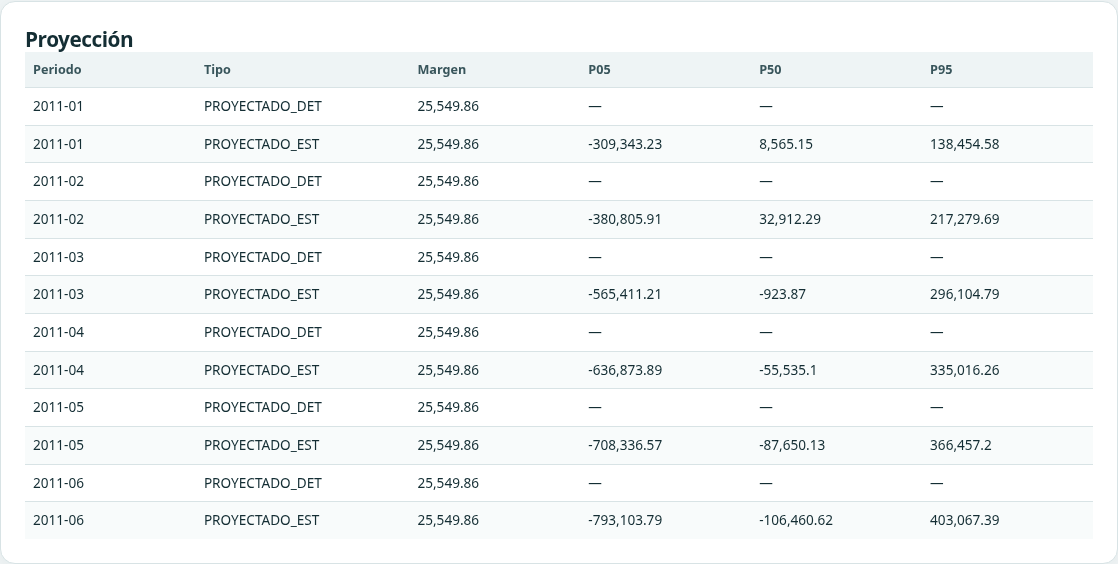 Proyección
Periodo Tipo Margen P05 P50 P95
2011-01 PROYECTADO_DET 25,549.86 — — —
2011-01 PROYECTADO_EST 25,549.86 -309,343.23 8,565.15 138,454.58
2011-02 PROYECTADO_DET 25,549.86 — — —
2011-02 PROYECTADO_EST 25,549.86 -380,805.91 32,912.29 217,279.69
2011-03 PROYECTADO_DET 25,549.86 — — —
2011-03 PROYECTADO_EST 25,549.86 -565,411.21 -923.87 296,104.79
2011-04 PROYECTADO_DET 25,549.86 — — —
2011-04 PROYECTADO_EST 25,549.86 -636,873.89 -55,535.1 335,016.26
2011-05 PROYECTADO_DET 25,549.86 — — —
2011-05 PROYECTADO_EST 25,549.86 -708,336.57 -87,650.13 366,457.2
2011-06 PROYECTADO_DET 25,549.86 — — —
2011-06 PROYECTADO_EST 25,549.86 -793,103.79 -106,460.62 403,067.39